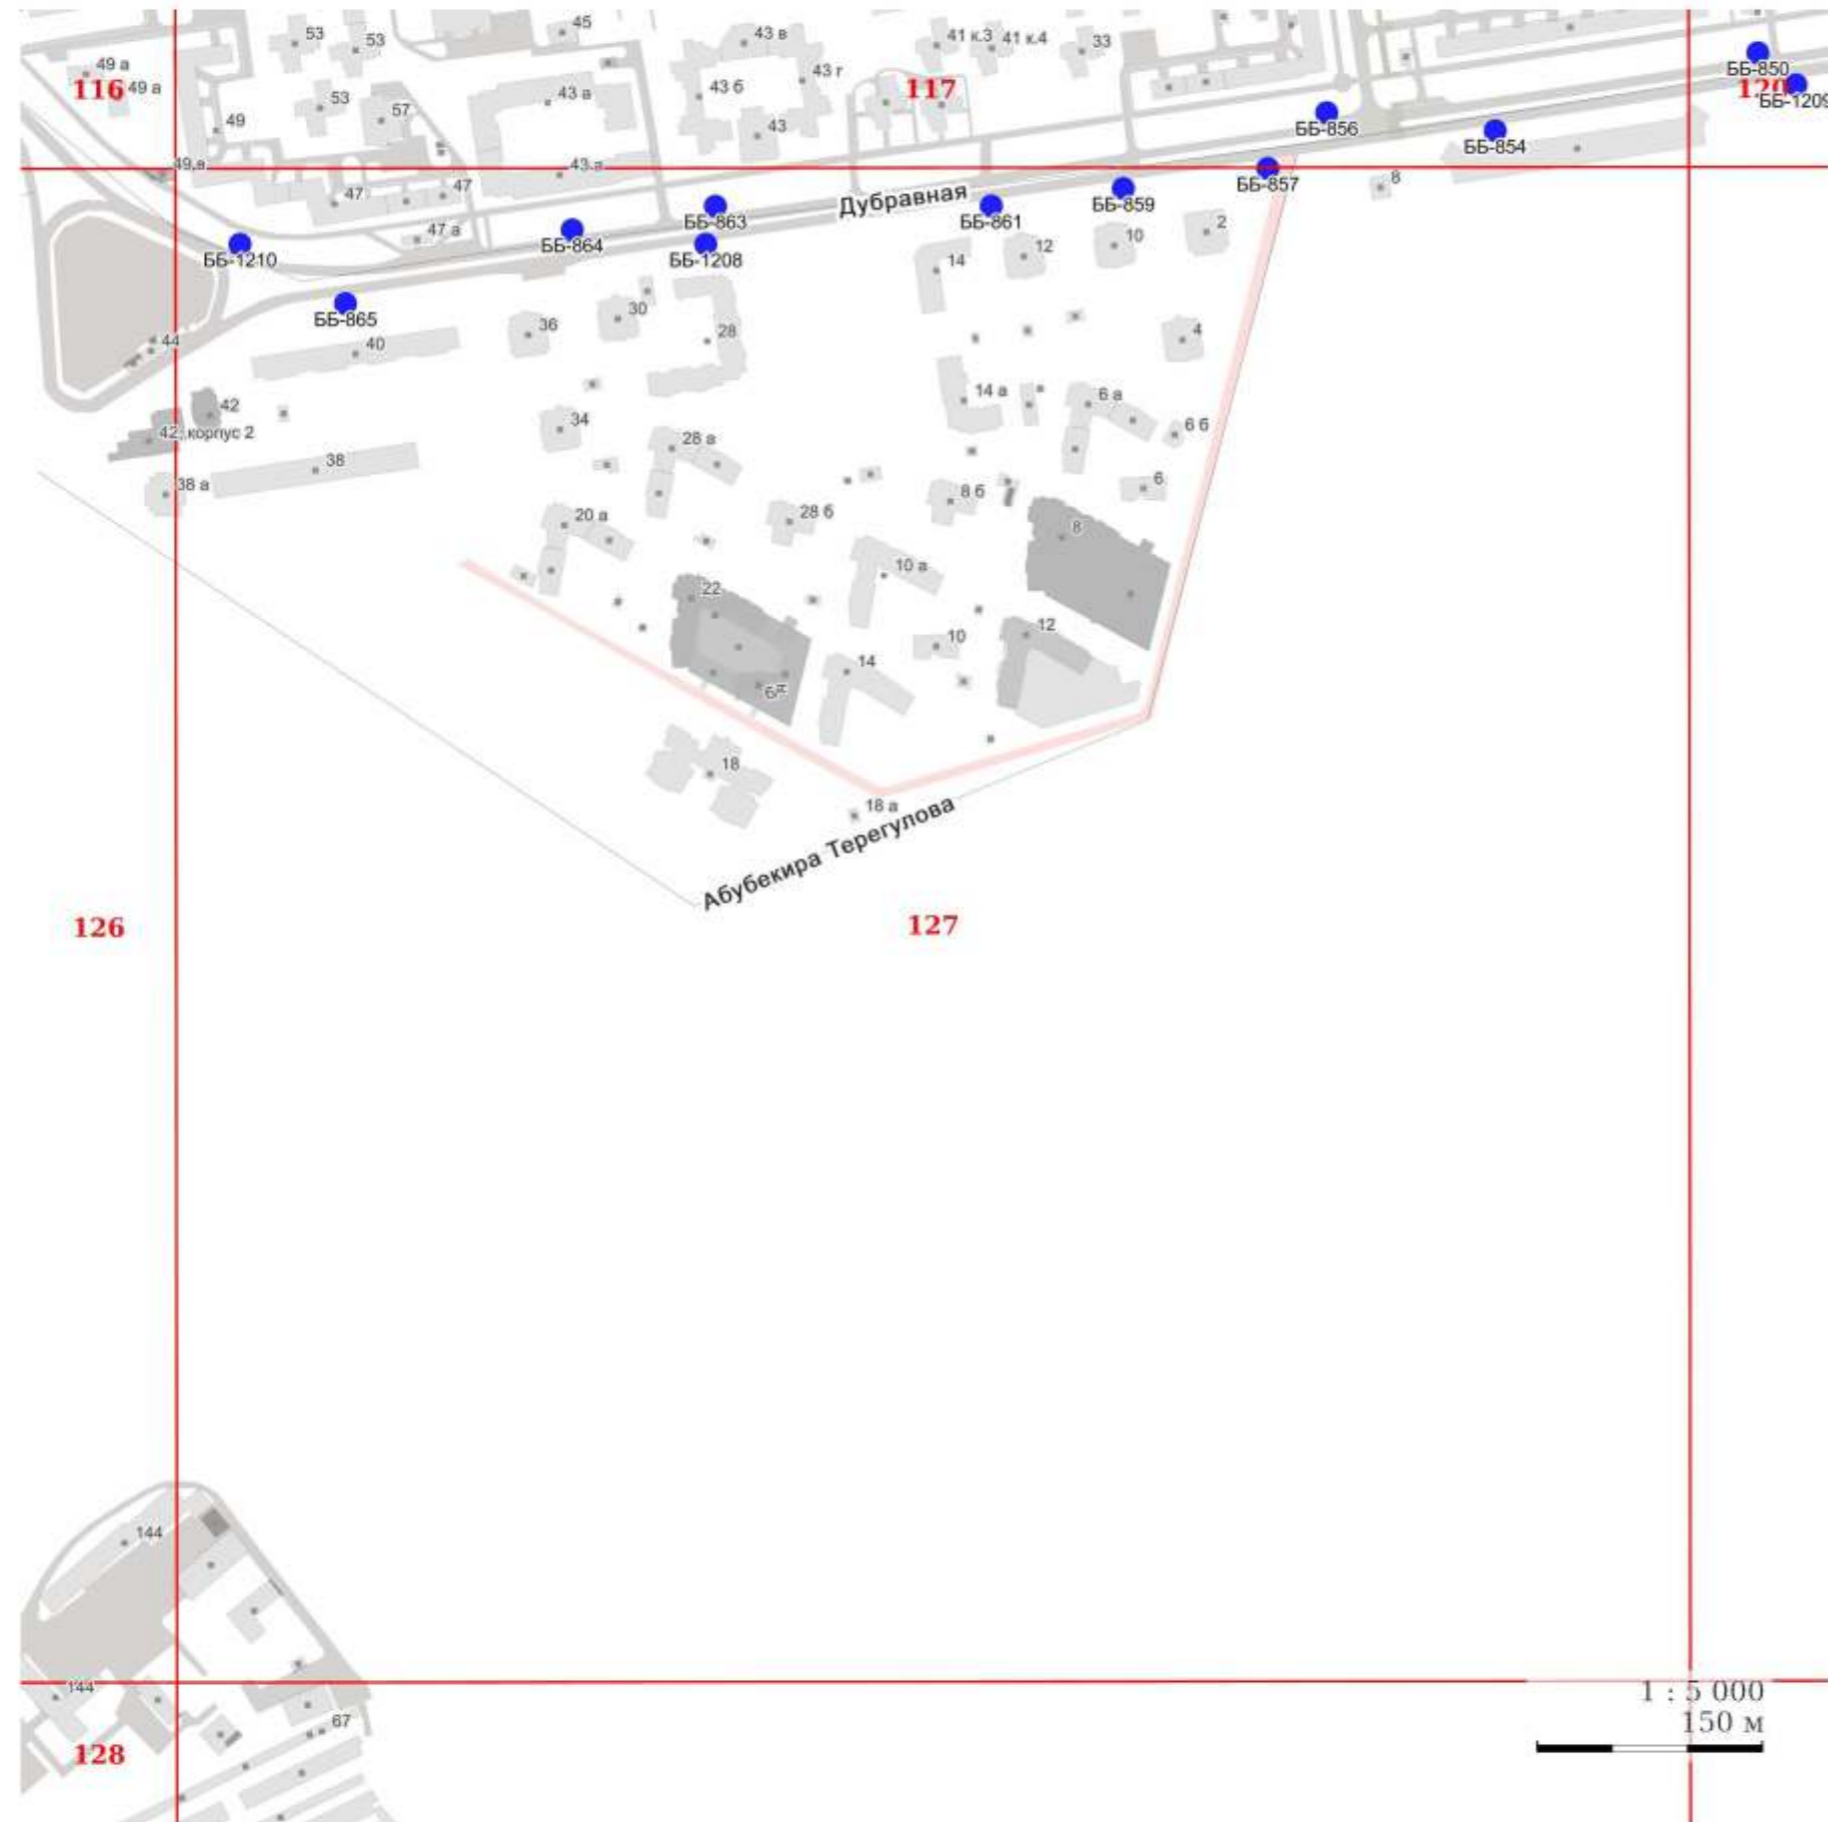 45
53
53
43 в
41 к.3
41 к.4
33
ББ-850
49 а
116
49 а
53
57
43 а
43 б
43 г
117
120
ББ-1209
49
43
ББ-856
ББ-854
49 в
43 а
47
47
ББ-857
8
Дубравная
47 а
ББ-1210
ББ-864
ББ-863
ББ-1208
ББ-861
ББ-859
2
14
12
10
ББ-865
36
30
28
4
44
40
42
14 а
6 а
42, корпус 2
34
28 в
6 б
38
38 а
8 б
6
20 а
28 б
8
22
10 а
12
10
14
18
18 а
Абубекира Терегулова
126
127
144
144
67
128
1 : 5 000
150 м